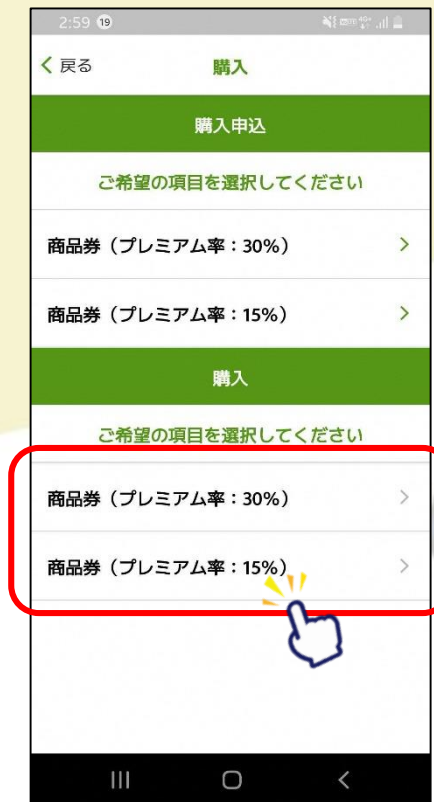 2:59 19
戻る 購入
購入申込
ご希望の項目を選択してください
商品券（プレミアム率：30%）
商品券（プレミアム率：15%）
購入
ご希望の項目を選択してください
商品券（プレミアム率：30%）
商品券（プレミアム率：15%）